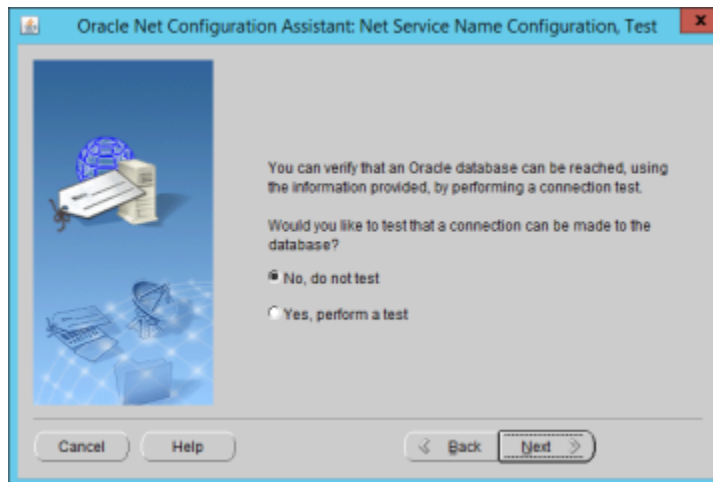 Oracle Net Configuration Assistant: Net Service Name Configuration, Test
x
You can verify that an Oracle database can be reached, using
the information provided, by performing a connection test.
Would you like to test that a connection can be made to the
database?
No, do not test
Yes, perform a test
Cancel
Help
Back
Next